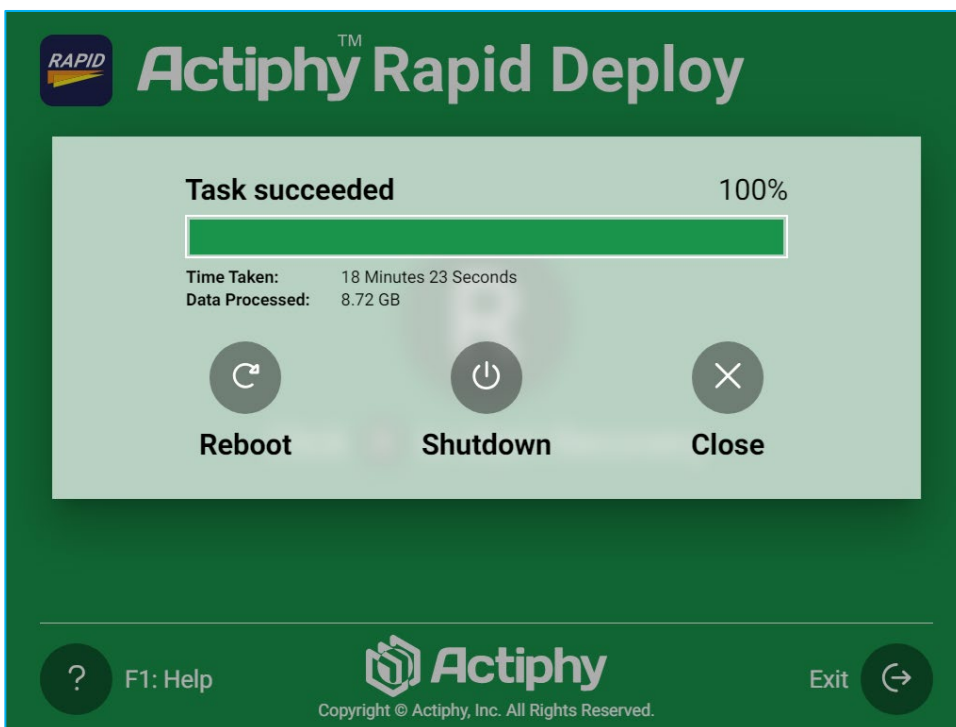 RAPID
Actiphy™ Rapid Deploy
Task succeeded 100%
Time Taken: 18 Minutes 23 Seconds
Data Processed: 8.72 GB
Reboot Shutdown Close
? F1: Help
Actiphy
Exit
Copyright © Actiphy, Inc. All Rights Reserved.